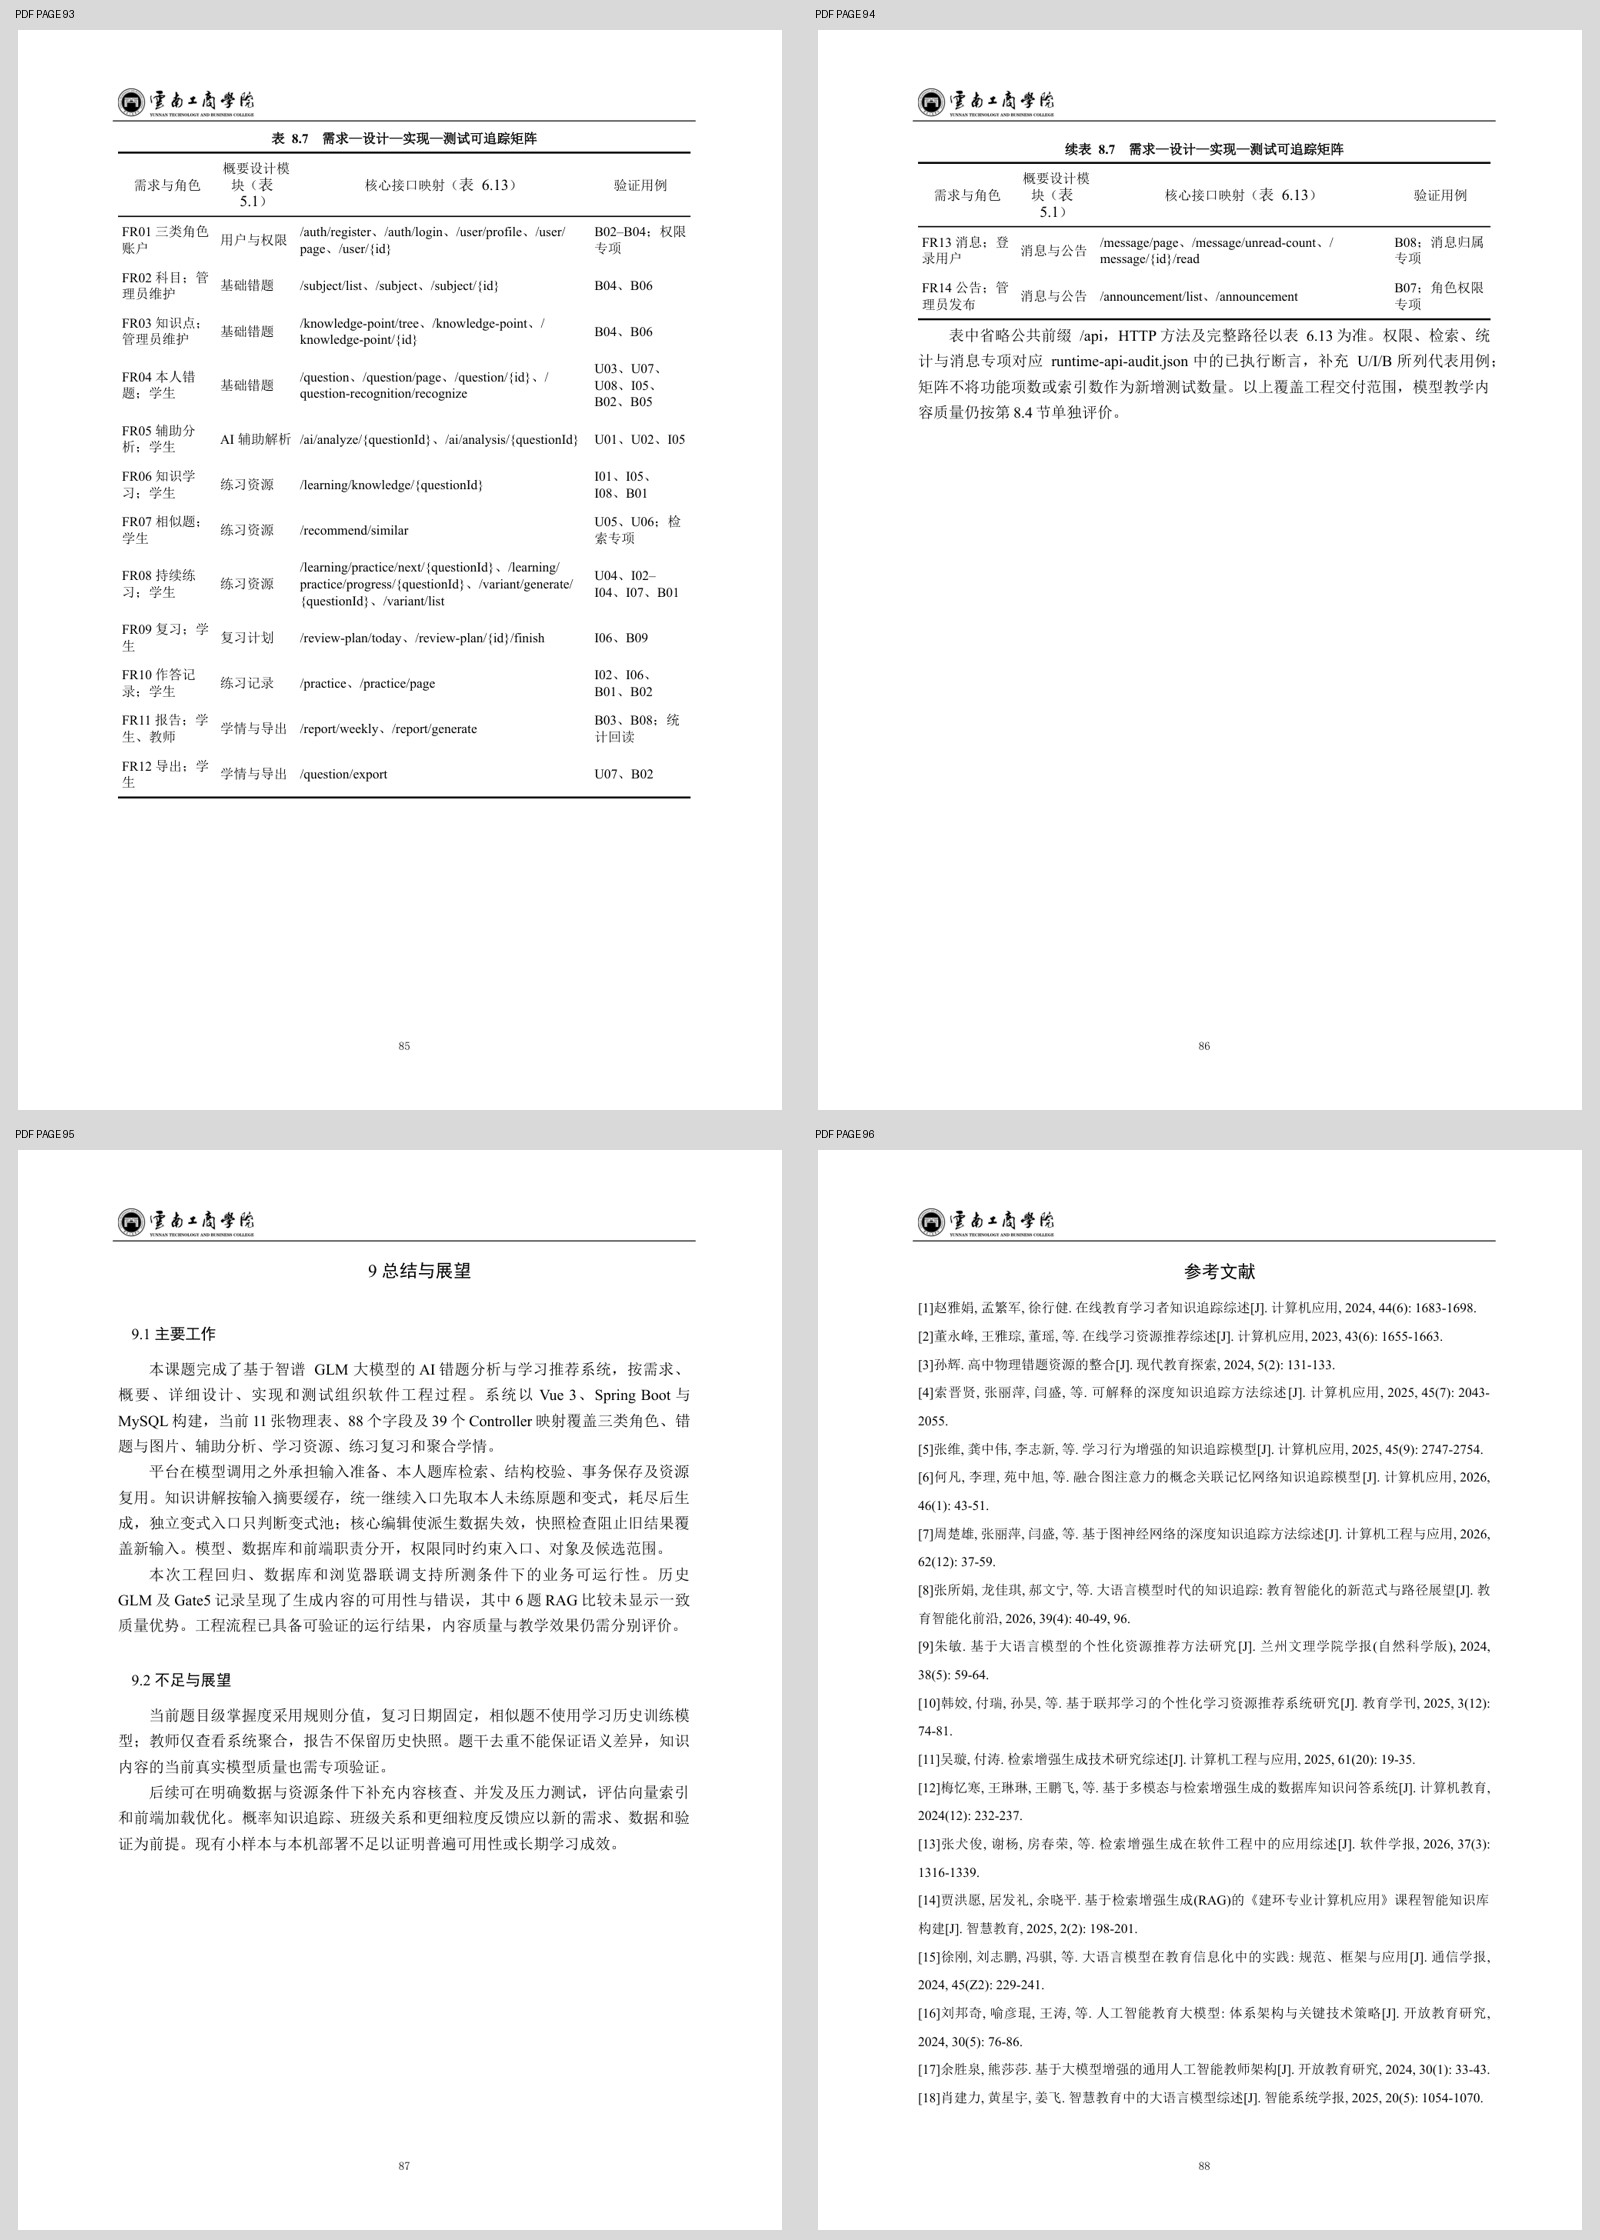 PDF PAGE 93
雲南工商學院
YUNNAN TECHNOLOGY AND BUSINESS COLLEGE
表 8.7 需求—设计—实现—测试可追踪矩阵
需求与角色 概要设计模块（表 5.1） 核心接口映射（表 6.13） 验证用例
FR01 三类角色账户 用户与权限 /auth/register、/auth/login、/user/profile、/user/page、/user/{id} B02–B04；权限专项
FR02 科目；管理员维护 基础错题 /subject/list、/subject、/subject/{id} B04、B06
FR03 知识点；管理员维护 基础错题 /knowledge-point/tree、/knowledge-point、/knowledge-point/{id} B04、B06
FR04 本人错题；学生 基础错题 /question、/question/page、/question/{id}、/question-recognition/recognize U03、U07、U08、I05、B02、B05
FR05 辅助分析；学生 AI 辅助解析 /ai/analyze/{questionId}、/ai/analysis/{questionId} U01、U02、I05
FR06 知识学习；学生 练习资源 /learning/knowledge/{questionId} I01、I05、I08、B01
FR07 相似题；学生 练习资源 /recommend/similar U05、U06；检索专项
FR08 持续练习；学生 练习资源 /learning/practice/next/{questionId}、/learning/practice/progress/{questionId}、/variant/generate/{questionId}、/variant/list U04、I02–I04、I07、B01
FR09 复习；学生 复习计划 /review-plan/today、/review-plan/{id}/finish I06、B09
FR10 作答记录；学生 练习记录 /practice、/practice/page I02、I06、B01、B02
FR11 报告；学生、教师 学情与导出 /report/weekly、/report/generate B03、B08；统计回读
FR12 导出；学生 学情与导出 /question/export U07、B02
85
PDF PAGE 94
雲南工商學院
YUNNAN TECHNOLOGY AND BUSINESS COLLEGE
续表 8.7 需求—设计—实现—测试可追踪矩阵
需求与角色 概要设计模块（表 5.1） 核心接口映射（表 6.13） 验证用例
FR13 消息；登录用户 消息与公告 /message/page、/message/unread-count、/message/{id}/read B08；消息归属专项
FR14 公告；管理员发布 消息与公告 /announcement/list、/announcement B07；角色权限专项
表中省略公共前缀 /api，HTTP 方法及完整路径以表 6.13 为准。权限、检索、统
计与消息专项对应 runtime-api-audit.json 中的已执行断言，补充 U/I/B 所列代表用例；
矩阵不将功能项数或索引数作为新增测试数量。以上覆盖工程交付范围，模型教学内
容质量仍按第 8.4 节单独评价。
86
PDF PAGE 95
雲南工商學院
YUNNAN TECHNOLOGY AND BUSINESS COLLEGE
9 总结与展望
9.1 主要工作
本课题完成了基于智谱 GLM 大模型的 AI 错题分析与学习推荐系统，按需求、
概要、详细设计、实现和测试组织软件工程过程。系统以 Vue 3、Spring Boot 与
MySQL 构建，当前 11 张物理表、88 个字段及 39 个 Controller 映射覆盖三类角色、错
题与图片、辅助分析、学习资源、练习复习和聚合学情。
平台在模型调用之外承担输入准备、本人题库检索、结构校验、事务保存及资源
复用。知识讲解按输入摘要缓存，统一继续入口先取本人未练原题和变式，耗尽后生
成，独立变式入口只判断变式池；核心编辑使派生数据失效，快照检查阻止旧结果覆
盖新输入。模型、数据库和前端职责分开，权限同时约束入口、对象及候选范围。
本次工程回归、数据库和浏览器联调支持所测条件下的业务可运行性。历史
GLM 及 Gate5 记录呈现了生成内容的可用性与错误，其中 6 题 RAG 比较未显示一致
质量优势。工程流程已具备可验证的运行结果，内容质量与教学效果仍需分别评价。
9.2 不足与展望
当前题目级掌握度采用规则分值，复习日期固定，相似题不使用学习历史训练模
型；教师仅查看系统聚合，报告不保留历史快照。题干去重不能保证语义差异，知识
内容的当前真实模型质量也需专项验证。
后续可在明确数据与资源条件下补充内容核查、并发及压力测试，评估向量索引
和前端加载优化。概率知识追踪、班级关系和更细粒度反馈应以新的需求、数据和验
证为前提。现有小样本与本机部署不足以证明普遍可用性或长期学习成效。
87
PDF PAGE 96
雲南工商學院
YUNNAN TECHNOLOGY AND BUSINESS COLLEGE
参考文献
[1]赵雅娟, 孟繁军, 徐行健. 在线教育学习者知识追踪综述[J]. 计算机应用, 2024, 44(6): 1683-1698.
[2]董永峰, 王雅琮, 董瑶, 等. 在线学习资源推荐综述[J]. 计算机应用, 2023, 43(6): 1655-1663.
[3]孙辉. 高中物理错题资源的整合[J]. 现代教育探索, 2024, 5(2): 131-133.
[4]索晋贤, 张丽萍, 闫盛, 等. 可解释的深度知识追踪方法综述[J]. 计算机应用, 2025, 45(7): 2043-
2055.
[5]张维, 龚中伟, 李志新, 等. 学习行为增强的知识追踪模型[J]. 计算机应用, 2025, 45(9): 2747-2754.
[6]何凡, 李理, 苑中旭, 等. 融合图注意力的概念关联记忆网络知识追踪模型[J]. 计算机应用, 2026,
46(1): 43-51.
[7]周楚雄, 张丽萍, 闫盛, 等. 基于图神经网络的深度知识追踪方法综述[J]. 计算机工程与应用, 2026,
62(12): 37-59.
[8]张所娟, 龙佳琪, 郝文宁, 等. 大语言模型时代的知识追踪: 教育智能化的新范式与路径展望[J]. 教
育智能化前沿, 2026, 39(4): 40-49, 96.
[9]朱敏. 基于大语言模型的个性化资源推荐方法研究[J]. 兰州文理学院学报(自然科学版), 2024,
38(5): 59-64.
[10]韩姣, 付瑞, 孙昊, 等. 基于联邦学习的个性化学习资源推荐系统研究[J]. 教育学刊, 2025, 3(12):
74-81.
[11]吴璇, 付涛. 检索增强生成技术研究综述[J]. 计算机工程与应用, 2025, 61(20): 19-35.
[12]梅忆寒, 王琳琳, 王鹏飞, 等. 基于多模态与检索增强生成的数据库知识问答系统[J]. 计算机教育,
2024(12): 232-237.
[13]张犬俊, 谢杨, 房春荣, 等. 检索增强生成在软件工程中的应用综述[J]. 软件学报, 2026, 37(3):
1316-1339.
[14]贾洪愿, 居发礼, 余晓平. 基于检索增强生成(RAG)的《建环专业计算机应用》课程智能知识库
构建[J]. 智慧教育, 2025, 2(2): 198-201.
[15]徐刚, 刘志鹏, 冯骐, 等. 大语言模型在教育信息化中的实践: 规范、框架与应用[J]. 通信学报,
2024, 45(Z2): 229-241.
[16]刘邦奇, 喻彦琨, 王涛, 等. 人工智能教育大模型: 体系架构与关键技术策略[J]. 开放教育研究,
2024, 30(5): 76-86.
[17]余胜泉, 熊莎莎. 基于大模型增强的通用人工智能教师架构[J]. 开放教育研究, 2024, 30(1): 33-43.
[18]肖建力, 黄星宇, 姜飞. 智慧教育中的大语言模型综述[J]. 智能系统学报, 2025, 20(5): 1054-1070.
88